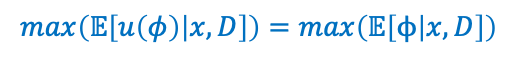 max(𝔼[u(ϕ)|x, D]) = max(𝔼[ϕ|x, D])